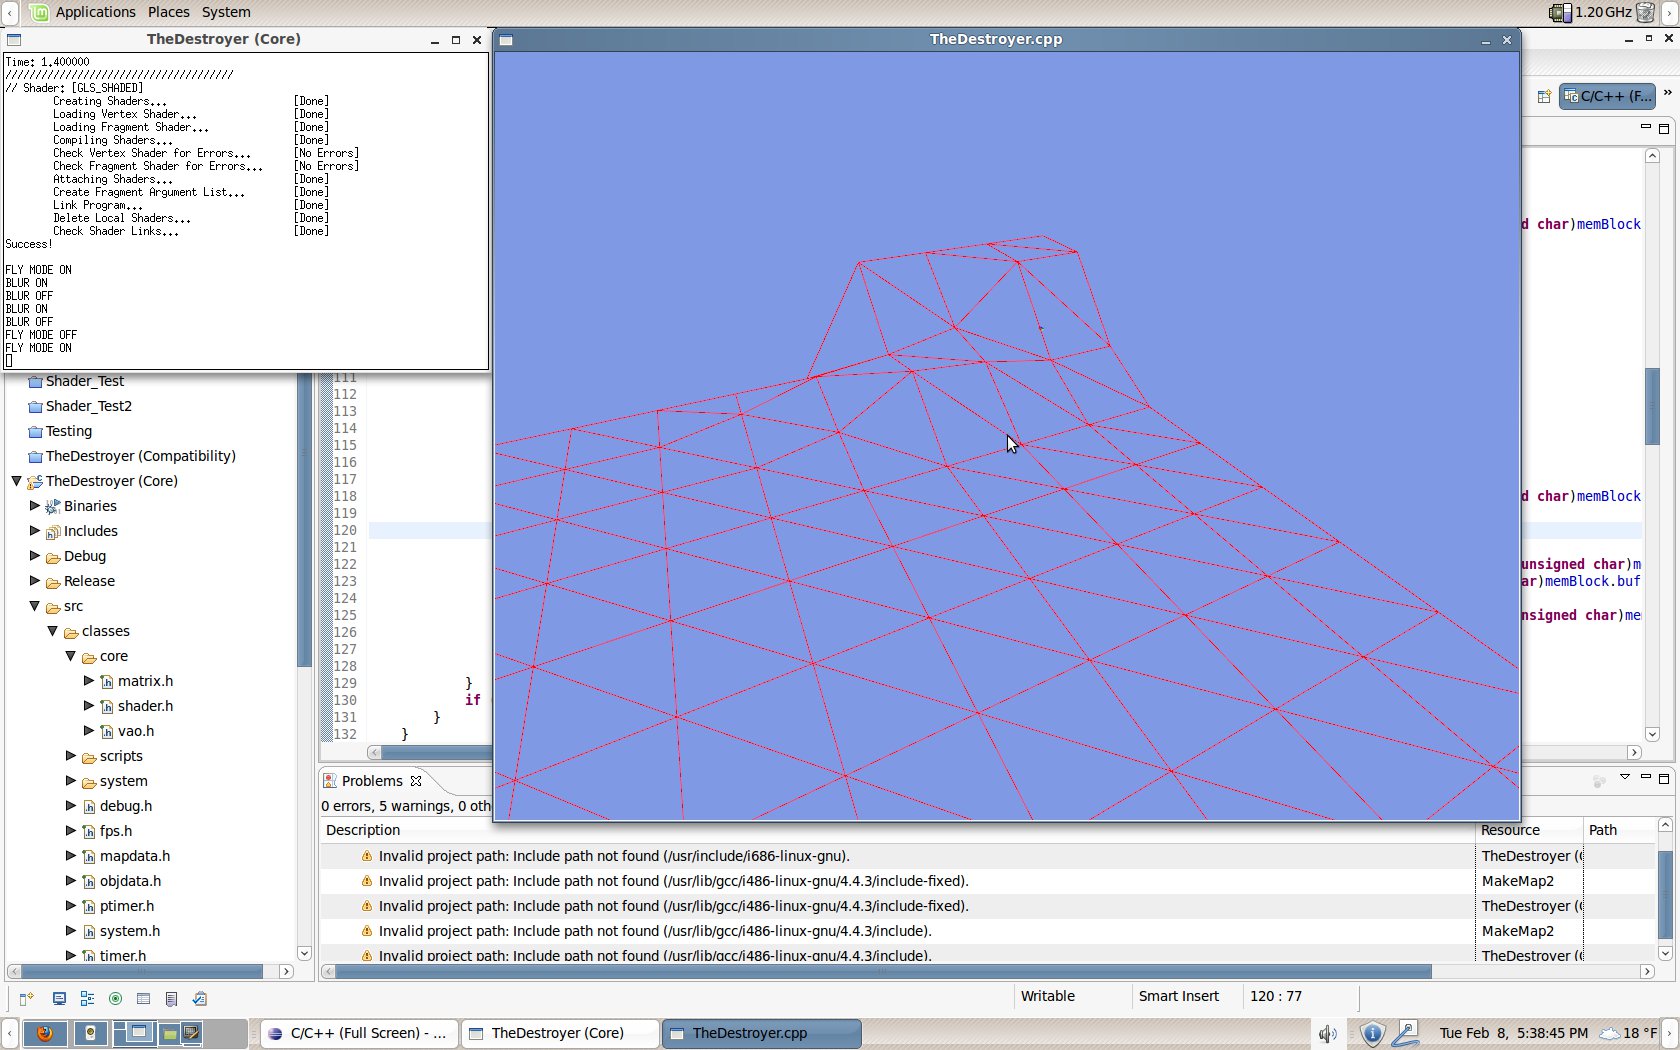 Applications Places System
1.20 GHz
TheDestroyer (Core)
Time: 1.400000
//////////////////////////////////////
// Shader: [GLS_SHADED]
Creating Shaders... [Done]
Loading Vertex Shader... [Done]
Loading Fragment Shader... [Done]
Compiling Shaders... [Done]
Check Vertex Shader for Errors... [No Errors]
Check Fragment Shader for Errors... [No Errors]
Attaching Shaders... [Done]
Create Fragment Argument List... [Done]
Link Program... [Done]
Delete Local Shaders... [Done]
Check Shader Links... [Done]
Success!
FLY MODE ON
BLUR ON
BLUR OFF
BLUR ON
BLUR OFF
FLY MODE OFF
FLY MODE ON
TheDestroyer.cpp
C/C++ (F...
d char)memBlock
d char)memBlock
unsigned char)m
ar)memBlock.buf
nsigned char)me
Shader_Test
Shader_Test2
Testing
TheDestroyer (Compatibility)
TheDestroyer (Core)
Binaries
Includes
Debug
Release
src
classes
core
matrix.h
shader.h
vao.h
scripts
system
debug.h
fps.h
mapdata.h
objdata.h
ptimer.h
system.h
timer.h
111
112
113
114
115
116
117
118
119
120
121
122
123
124
125
126
127
128
129 }
130 if
131 }
132 }
Problems
0 errors, 5 warnings, 0 oth
Description Resource Path
Invalid project path: Include path not found (/usr/include/i686-linux-gnu). TheDestroyer (
Invalid project path: Include path not found (/usr/lib/gcc/i486-linux-gnu/4.4.3/include-fixed). MakeMap2
Invalid project path: Include path not found (/usr/lib/gcc/i486-linux-gnu/4.4.3/include-fixed). TheDestroyer (
Invalid project path: Include path not found (/usr/lib/gcc/i486-linux-gnu/4.4.3/include). MakeMap2
Invalid project path: Include path not found (/usr/lib/gcc/i486-linux-gnu/4.4.3/include). TheDestroyer (
Writable Smart Insert 120 : 77
C/C++ (Full Screen) - ... TheDestroyer (Core) TheDestroyer.cpp
Tue Feb 8, 5:38:45 PM 18 °F